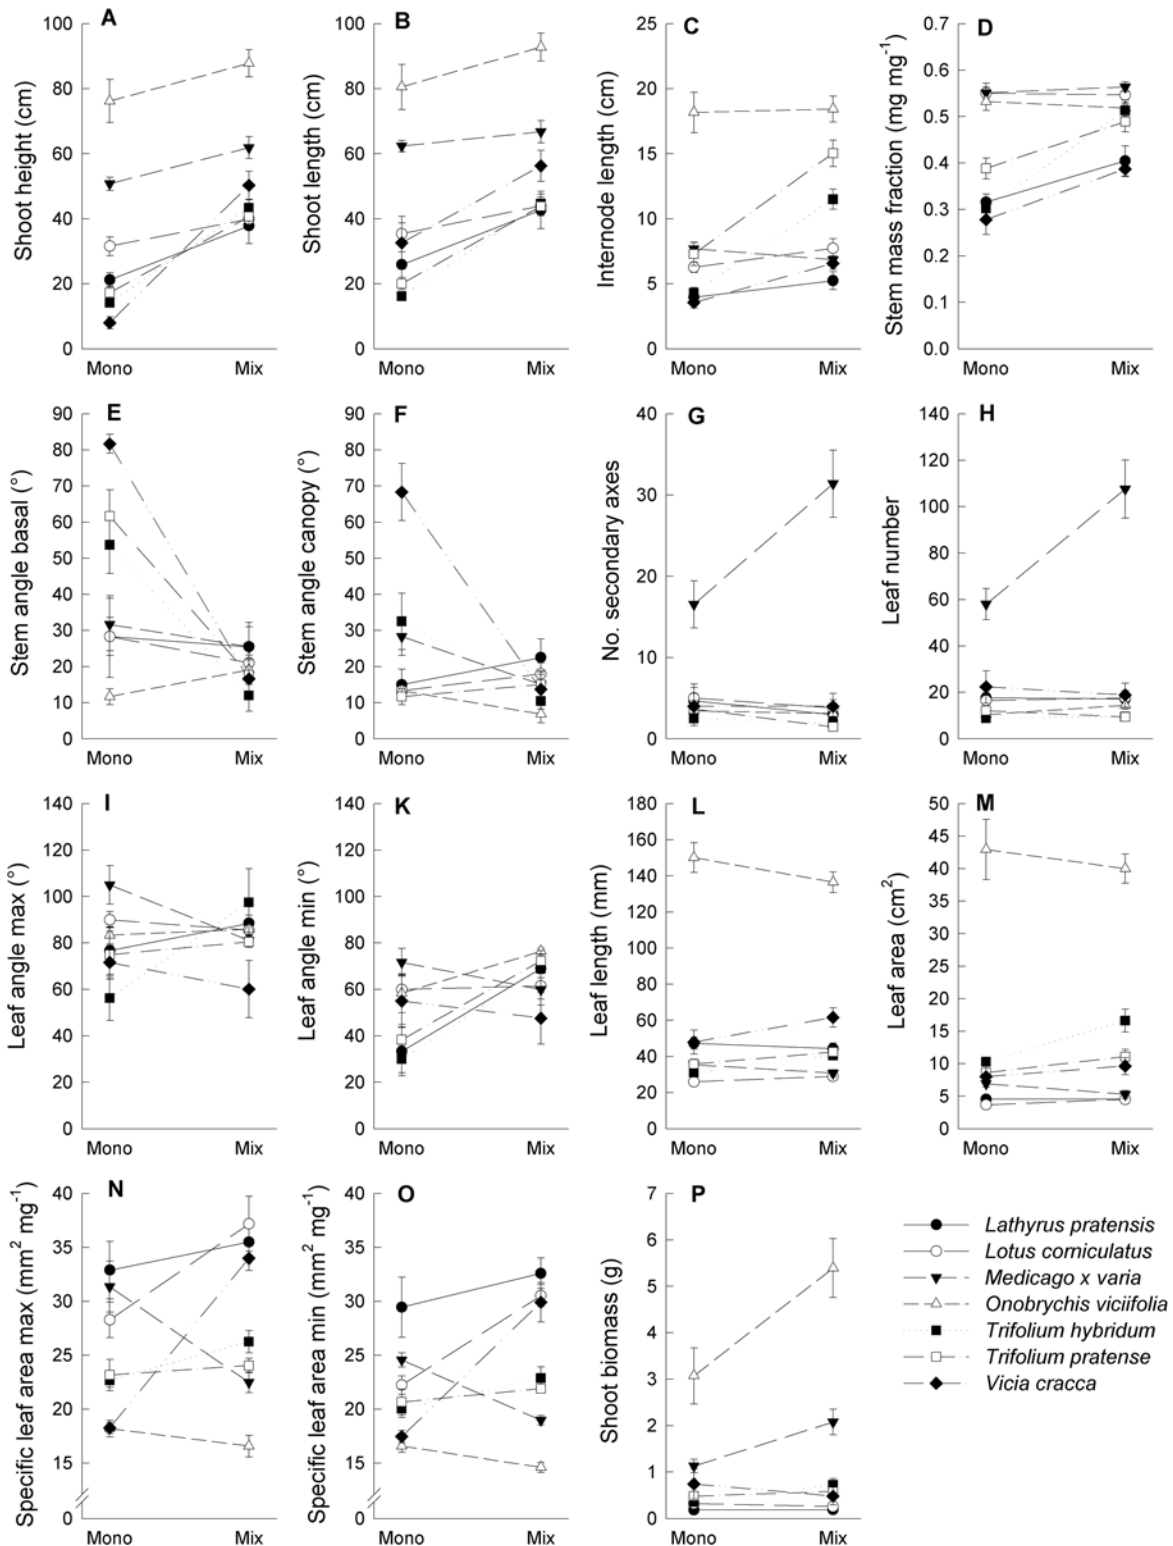 A
Shoot height (cm)
100
80
60
40
20
0
Mono Mix
B
Shoot length (cm)
100
80
60
40
20
0
Mono Mix
C
Internode length (cm)
25
20
15
10
5
0
Mono Mix
D
Stem mass fraction (mg mg⁻¹)
0.7
0.6
0.5
0.4
0.3
0.2
0.1
0.0
Mono Mix
E
Stem angle basal (°)
90
80
70
60
50
40
30
20
10
0
Mono Mix
F
Stem angle canopy (°)
90
80
70
60
50
40
30
20
10
0
Mono Mix
G
No. secondary axes
40
30
20
10
0
Mono Mix
H
Leaf number
140
120
100
80
60
40
20
0
Mono Mix
I
Leaf angle max (°)
140
120
100
80
60
40
20
0
Mono Mix
K
Leaf angle min (°)
140
120
100
80
60
40
20
0
Mono Mix
L
Leaf length (mm)
180
160
140
120
100
80
60
40
20
0
Mono Mix
M
Leaf area (cm²)
50
45
40
35
30
25
20
15
10
5
0
Mono Mix
N
Specific leaf area max (mm² mg⁻¹)
40
35
30
25
20
15
0
Mono Mix
O
Specific leaf area min (mm² mg⁻¹)
40
35
30
25
20
15
0
Mono Mix
P
Shoot biomass (g)
7
6
5
4
3
2
1
0
Mono Mix
Lathyrus pratensis
Lotus corniculatus
Medicago x varia
Onobrychis viciifolia
Trifolium hybridum
Trifolium pratense
Vicia cracca